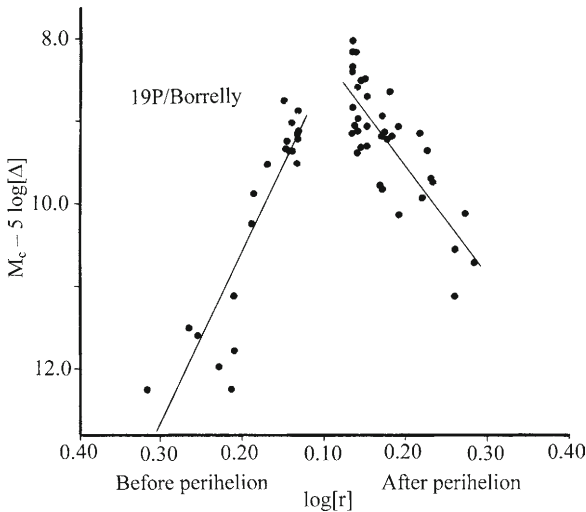 8.0
19P/Borrelly
10.0
M_c – 5 log[Δ]
12.0
0.40 0.30 0.20 0.10 0.20 0.30 0.40
Before perihelion After perihelion
log[r]